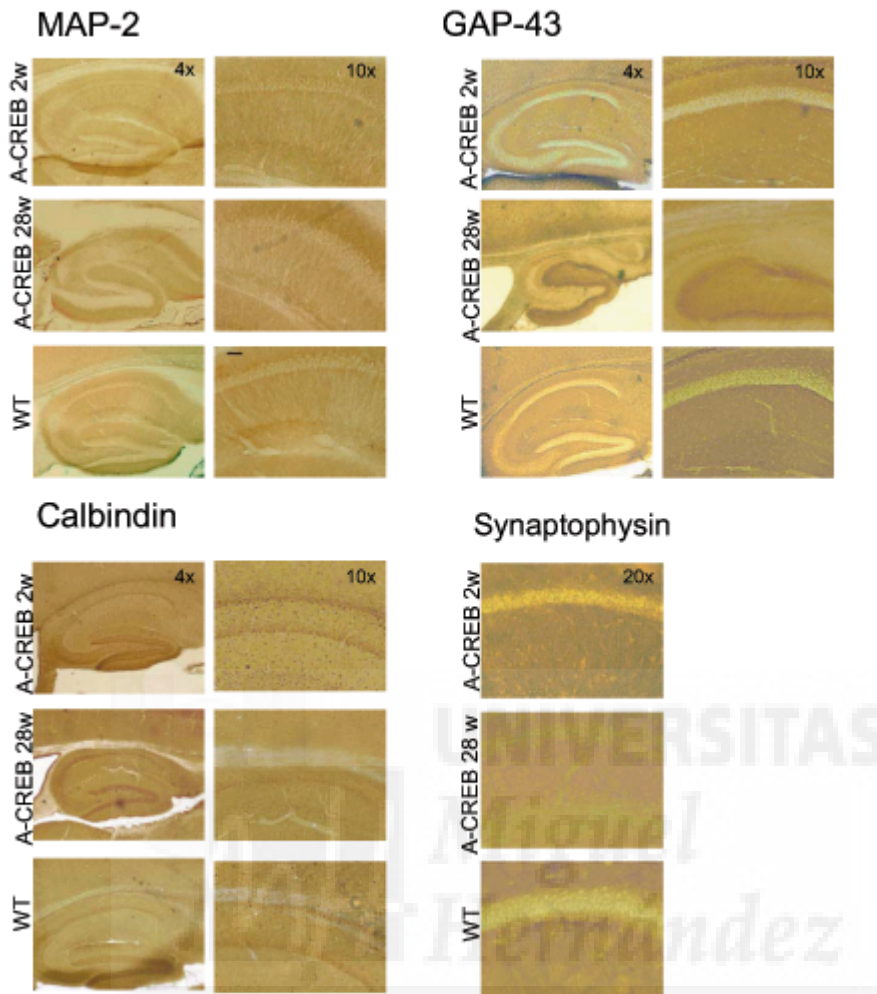 MAP-2
4x
10x
A-CREB 2w
A-CREB 28w
WT
GAP-43
4x
10x
A-CREB 2w
A-CREB 28w
WT
Calbindin
4x
10x
A-CREB 2w
A-CREB 28w
WT
Synaptophysin
20x
A-CREB 2w
A-CREB 28 w
WT
UNIVERSITAS
Miguel
Hernández